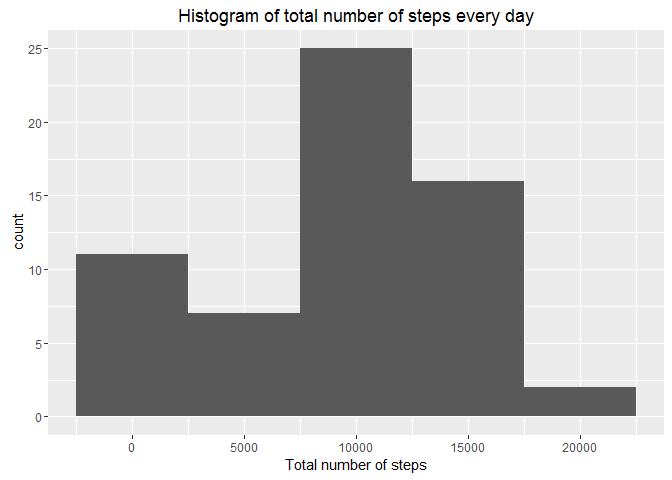 Histogram of total number of steps every day
count
25
20
15
10
5
0
0 5000 10000 15000 20000
Total number of steps